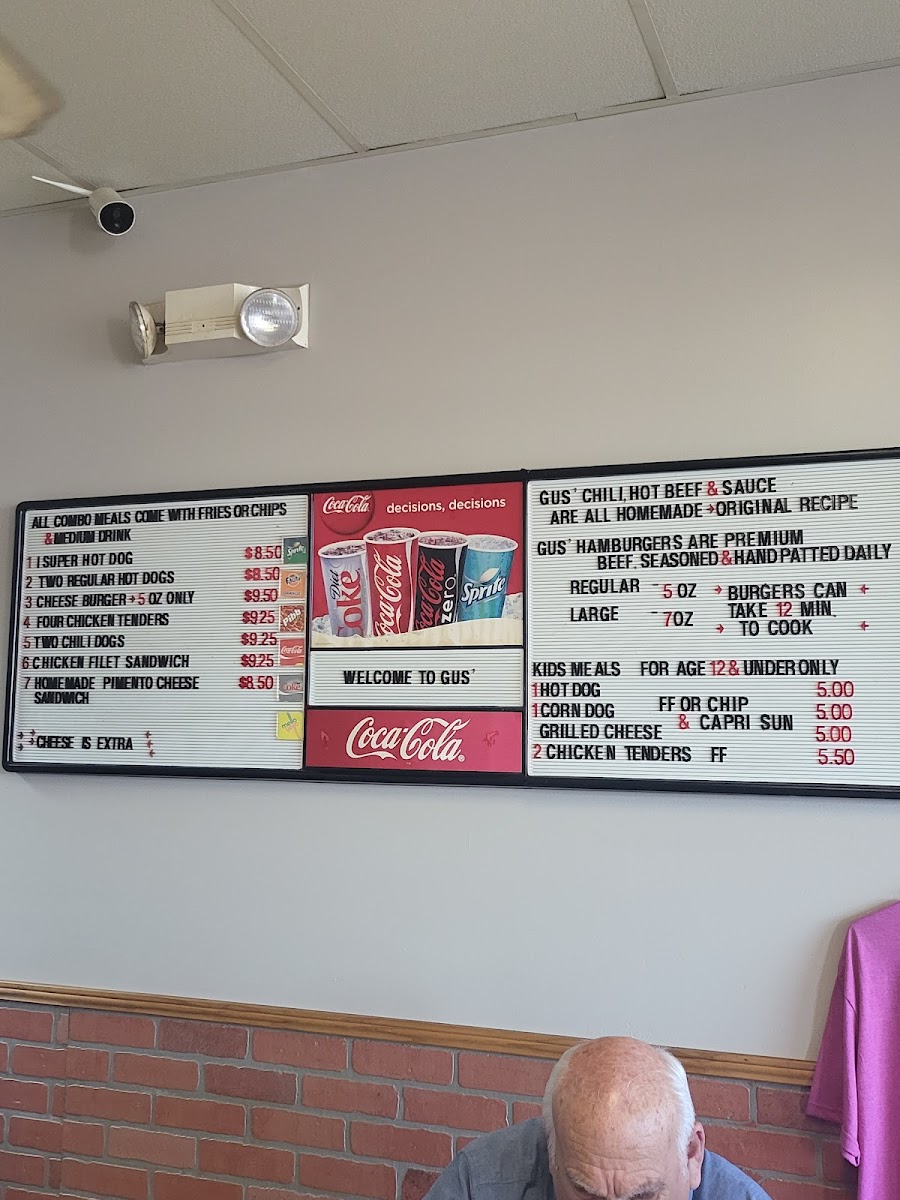 ALL COMBO MEALS COME WITH FRIES OR CHIPS
& MEDIUM DRINK
1 1 SUPER HOT DOG $8.50
2 TWO REGULAR HOT DOGS $8.50
3 CHEESE BURGER → 5 OZ ONLY $9.50
4 FOUR CHICKEN TENDERS $9.25
5 TWO CHILI DOGS $9.25
6 CHICKEN FILET SANDWICH $9.25
7 HOMEMADE PIMENTO CHEESE $8.50
SANDWICH
→ CHEESE IS EXTRA
Sprite
Pibb
Coca-Cola
Coke
mello
Coca-Cola decisions, decisions
Diet Coke
Coca-Cola
Coca-Cola zero
Sprite
WELCOME TO GUS'
Coca-Cola
GUS' CHILI, HOT BEEF & SAUCE
ARE ALL HOMEMADE → ORIGINAL RECIPE
GUS' HAMBURGERS ARE PREMIUM
BEEF, SEASONED & HAND PATTED DAILY
REGULAR - 5 OZ → BURGERS CAN
LARGE - 7 OZ TAKE 12 MIN.
→ TO COOK
KIDS MEALS FOR AGE 12 & UNDER ONLY
1 HOT DOG 5.00
1 CORN DOG FF OR CHIP 5.00
GRILLED CHEESE & CAPRI SUN 5.00
2 CHICKEN TENDERS FF 5.50